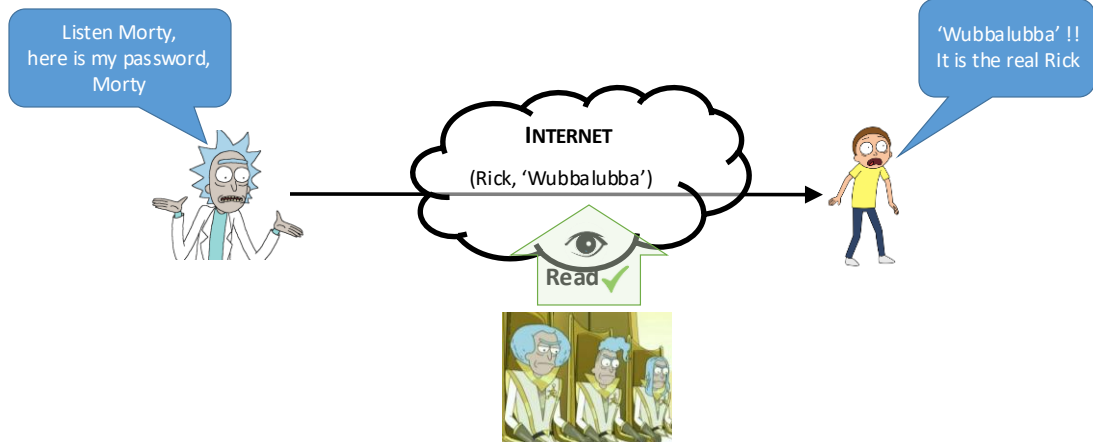 Listen Morty,
here is my password,
Morty
‘Wubbalubba’ !!
It is the real Rick
INTERNET
(Rick, ‘Wubbalubba’)
Read